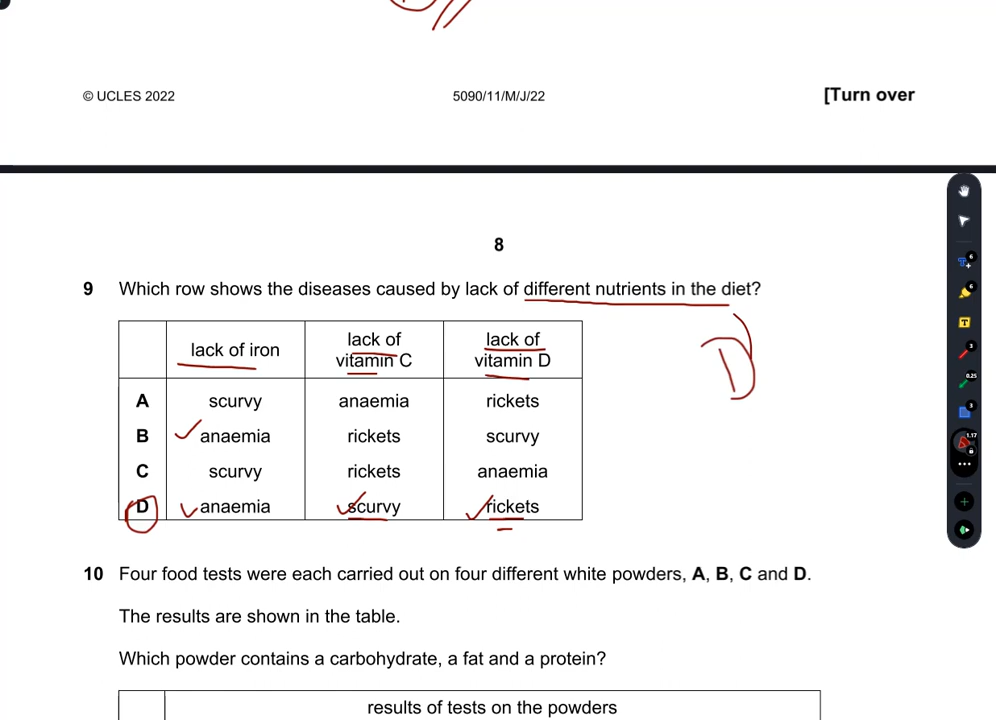 © UCLES 2022 5090/11/M/J/22 [Turn over
8
9 Which row shows the diseases caused by lack of different nutrients in the diet?
lack of iron lack of vitamin C lack of vitamin D
A scurvy anaemia rickets
B anaemia rickets scurvy
C scurvy rickets anaemia
D anaemia scurvy rickets
D
10 Four food tests were each carried out on four different white powders, A, B, C and D.
The results are shown in the table.
Which powder contains a carbohydrate, a fat and a protein?
results of tests on the powders